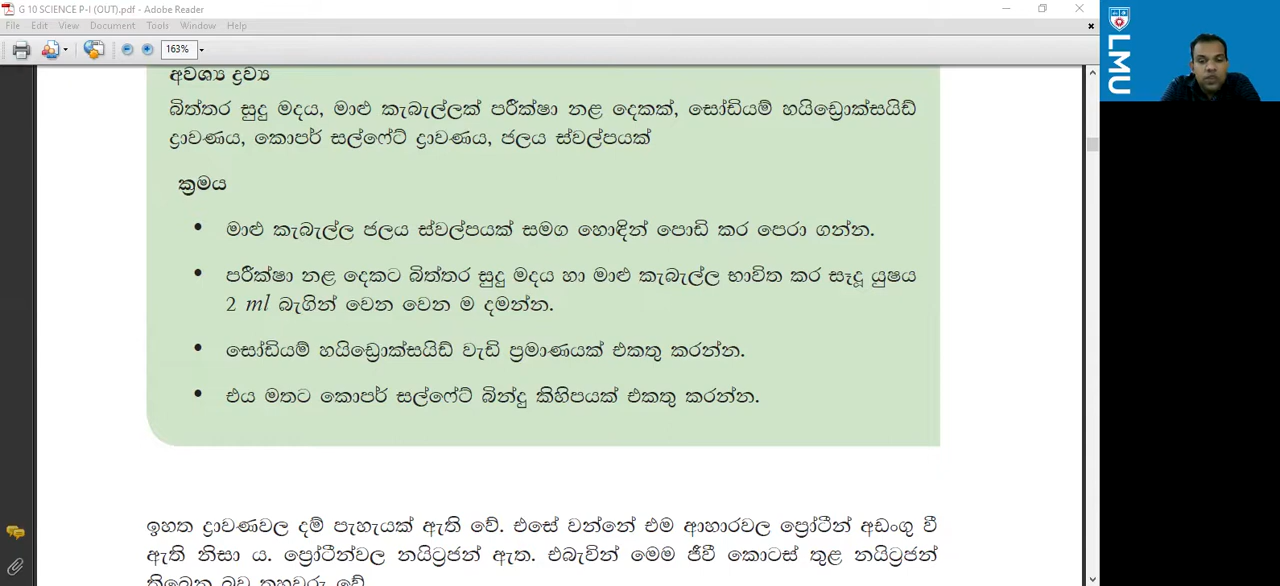 G 10 SCIENCE P-I (OUT).pdf - Adobe Reader
File Edit View Document Tools Window Help
163%
LMU
අවශ්‍ය ද්‍රව්‍ය
බිත්තර සුදු මදය, මාළු කැබැල්ලක් පරීක්ෂා නළ දෙකක්, සෝඩියම් හයිඩ්‍රොක්සයිඩ්
ද්‍රාවණය, කොපර් සල්ෆේට් ද්‍රාවණය, ජලය ස්වල්පයක්
ක්‍රමය
• මාළු කැබැල්ල ජලය ස්වල්පයක් සමග හොඳින් පොඩි කර පෙරා ගන්න.
• පරීක්ෂා නළ දෙකට බිත්තර සුදු මදය හා මාළු කැබැල්ල භාවිත කර සෑදූ යුෂය
2 ml බැගින් වෙන වෙන ම දමන්න.
• සෝඩියම් හයිඩ්‍රොක්සයිඩ් වැඩි ප්‍රමාණයක් එකතු කරන්න.
• එය මතට කොපර් සල්ෆේට් බින්දු කිහිපයක් එකතු කරන්න.
ඉහත ද්‍රාවණවල දම් පැහැයක් ඇති වේ. එසේ වන්නේ එම ආහාරවල ප්‍රෝටීන් අඩංගු වී
ඇති නිසා ය. ප්‍රෝටීන්වල නයිට්‍රජන් ඇත. එබැවින් මෙම ජීවී කොටස් තුළ නයිට්‍රජන්
තිබෙන බව තහවුරු වේ.